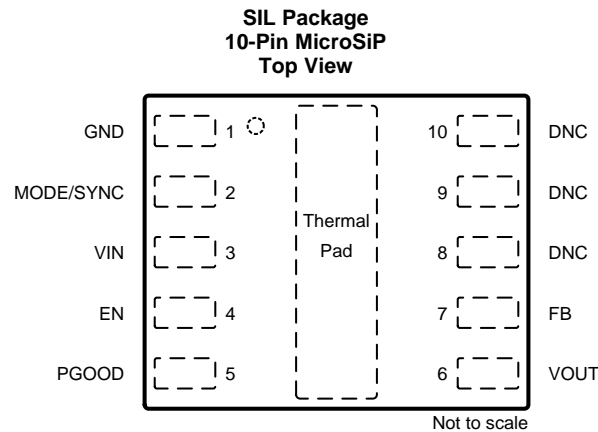 SIL Package
10-Pin MicroSiP
Top View
GND 1 10 DNC
MODE/SYNC 2 9 DNC
Thermal
VIN 3 Pad 8 DNC
EN 4 7 FB
PGOOD 5 6 VOUT
Not to scale